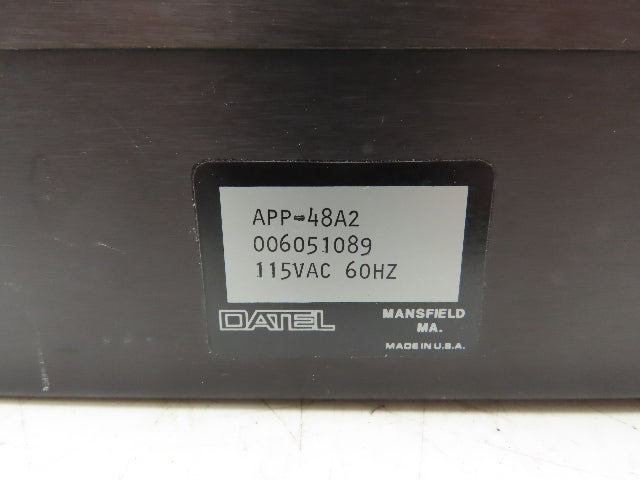 APP-48A2
006051089
115VAC 60HZ
DATEL
MANSFIELD
MA.
MADE IN U.S.A.